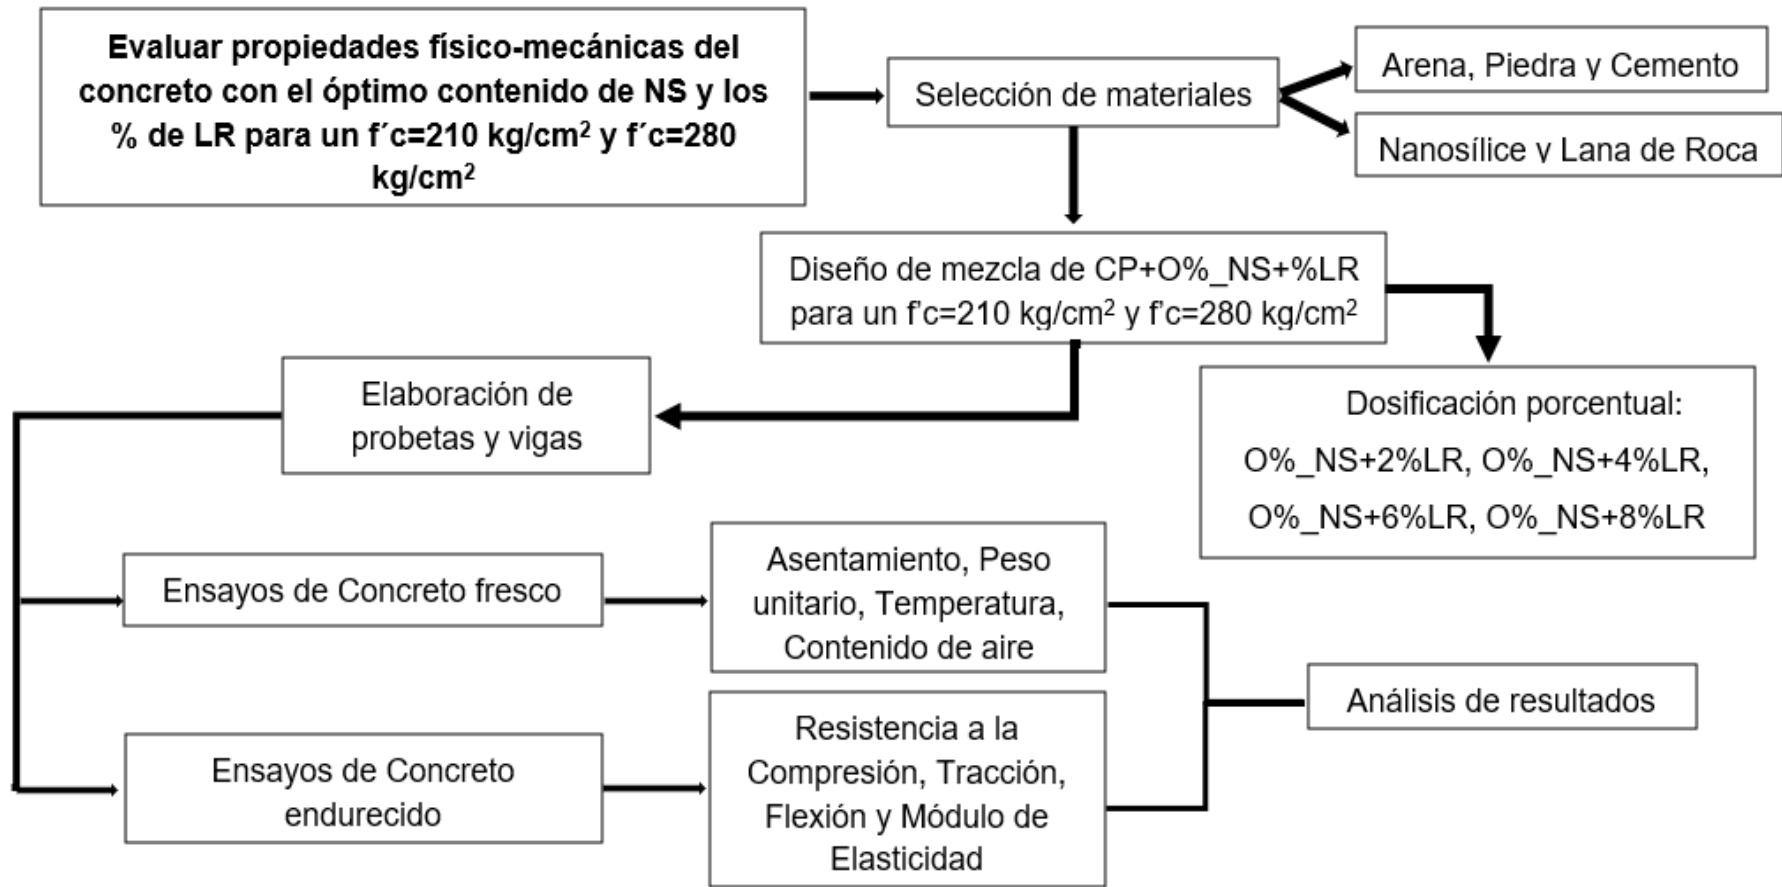 Evaluar propiedades físico-mecánicas del
concreto con el óptimo contenido de NS y los
% de LR para un f´c=210 kg/cm² y f´c=280
kg/cm²
Selección de materiales
Arena, Piedra y Cemento
Nanosílice y Lana de Roca
Diseño de mezcla de CP+O%_NS+%LR
para un f'c=210 kg/cm² y f'c=280 kg/cm²
Dosificación porcentual:
O%_NS+2%LR, O%_NS+4%LR,
O%_NS+6%LR, O%_NS+8%LR
Elaboración de
probetas y vigas
Ensayos de Concreto fresco
Asentamiento, Peso
unitario, Temperatura,
Contenido de aire
Ensayos de Concreto
endurecido
Resistencia a la
Compresión, Tracción,
Flexión y Módulo de
Elasticidad
Análisis de resultados